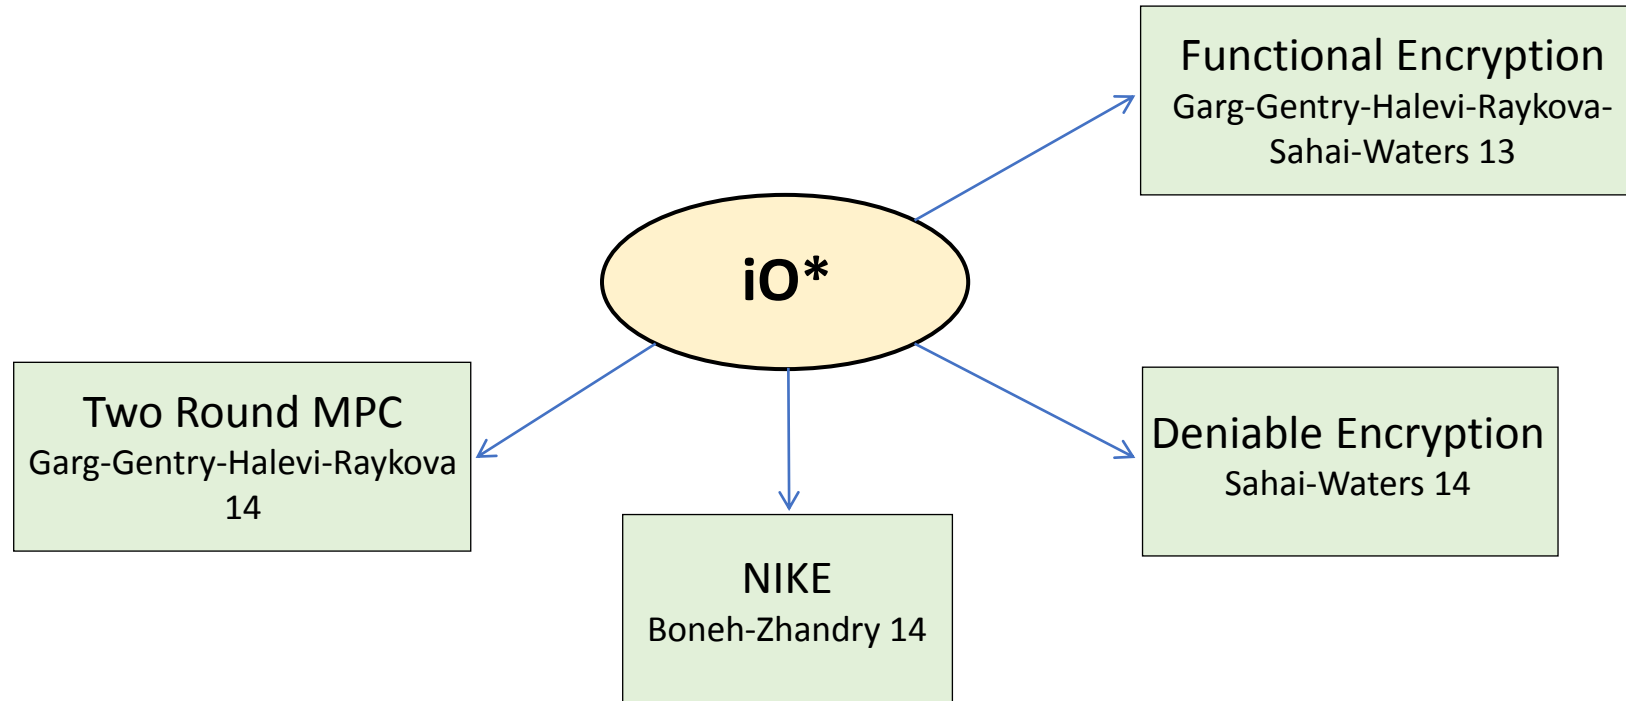 Functional Encryption
Garg-Gentry-Halevi-Raykova-
Sahai-Waters 13
iO*
Two Round MPC
Garg-Gentry-Halevi-Raykova
14
Deniable Encryption
Sahai-Waters 14
NIKE
Boneh-Zhandry 14